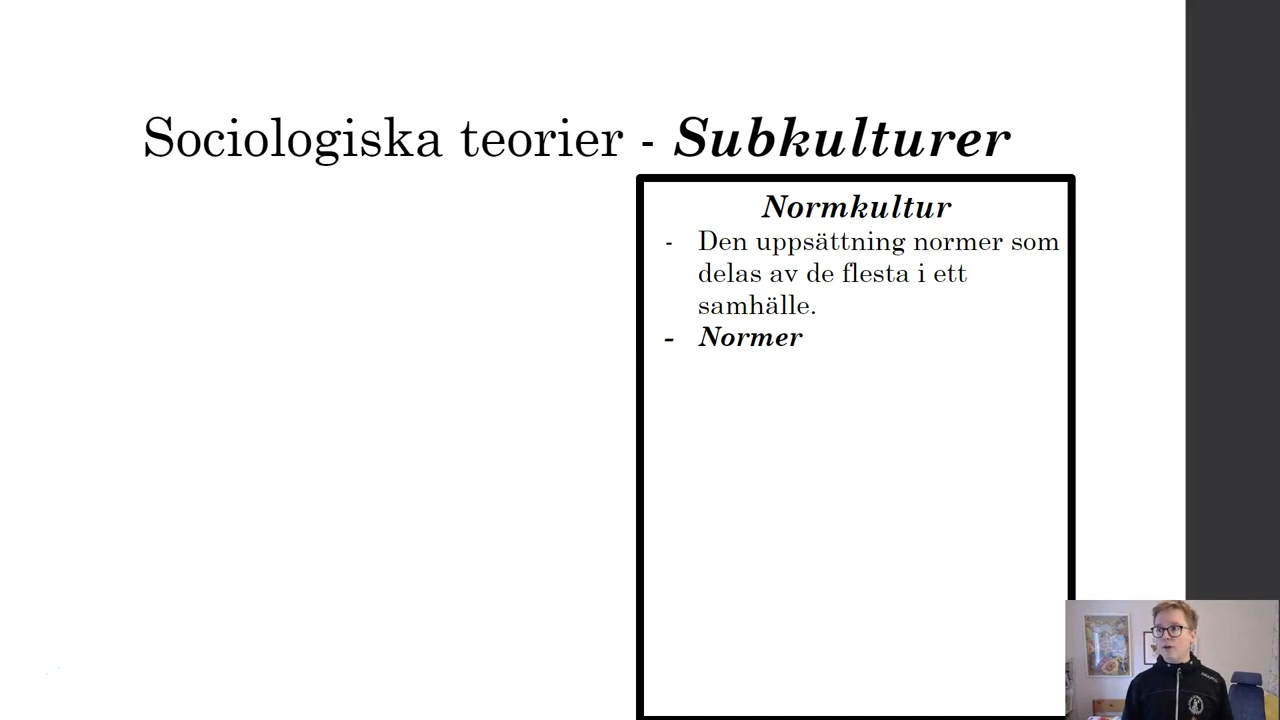 Sociologiska teorier - Subkulturer
Normkultur
- Den uppsättning normer som
delas av de flesta i ett
samhälle.
- Normer